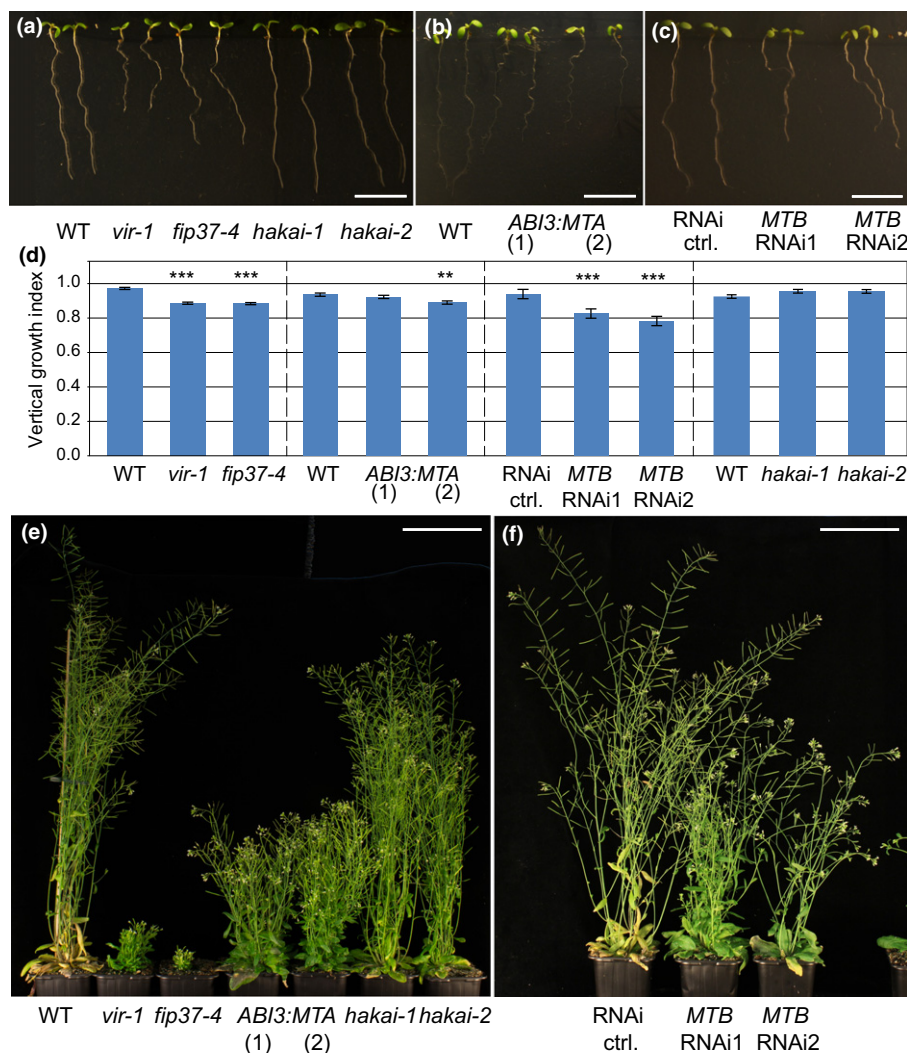 (a) (b) (c)
WT vir-1 fip37-4 hakai-1 hakai-2 WT ABI3:MTA RNAi MTB MTB
(1) (2) ctrl. RNAi1 RNAi2
(d)
*** *** ** *** ***
Vertical growth index
1.0
0.8
0.6
0.4
0.2
0.0
WT vir-1 fip37-4 WT ABI3:MTA RNAi MTB MTB WT hakai-1 hakai-2
(1) (2) ctrl. RNAi1 RNAi2
(e) (f)
WT vir-1 fip37-4 ABI3:MTA hakai-1 hakai-2 RNAi MTB MTB
(1) (2) ctrl. RNAi1 RNAi2